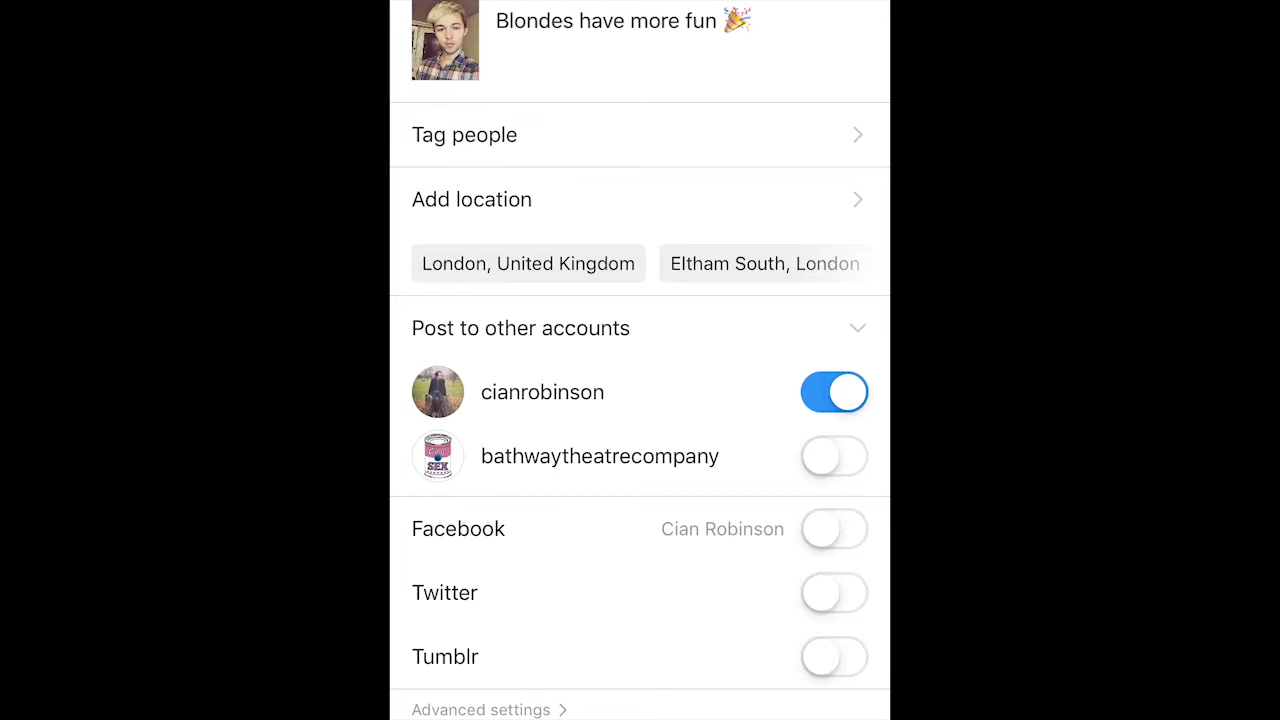 Blondes have more fun 🎉
Tag people
Add location
London, United Kingdom
Eltham South, London
Post to other accounts
cianrobinson
bathwaytheatrecompany
SEX
Facebook
Cian Robinson
Twitter
Tumblr
Advanced settings